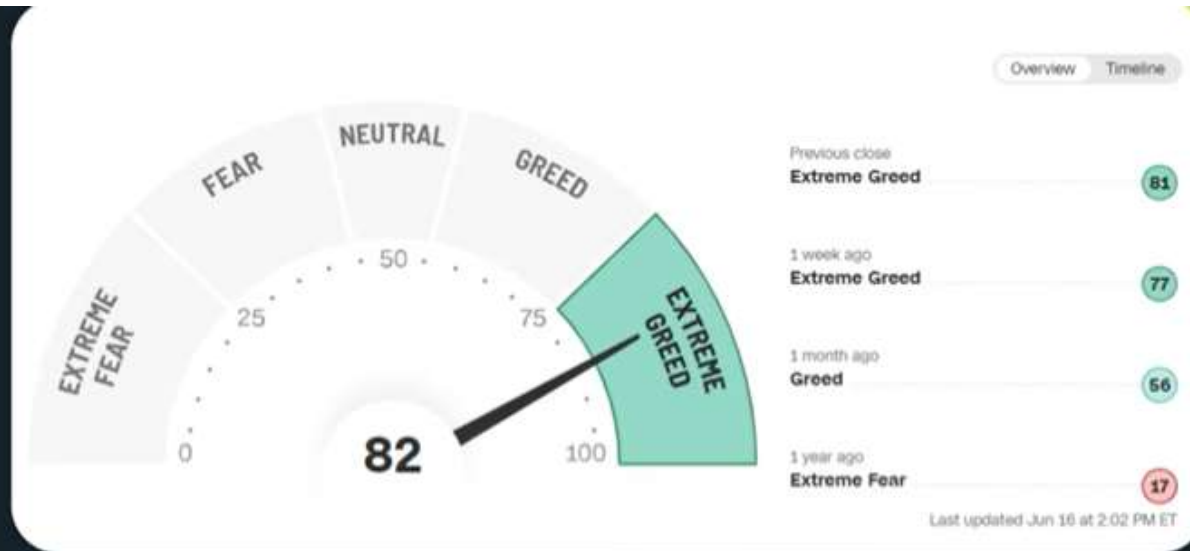 Overview Timeline
NEUTRAL
FEAR
GREED
EXTREME
FEAR
EXTREME
GREED
0
25
50
75
100
82
Previous close
Extreme Greed
81
1 week ago
Extreme Greed
77
1 month ago
Greed
56
1 year ago
Extreme Fear
17
Last updated Jun 16 at 2:02 PM ET